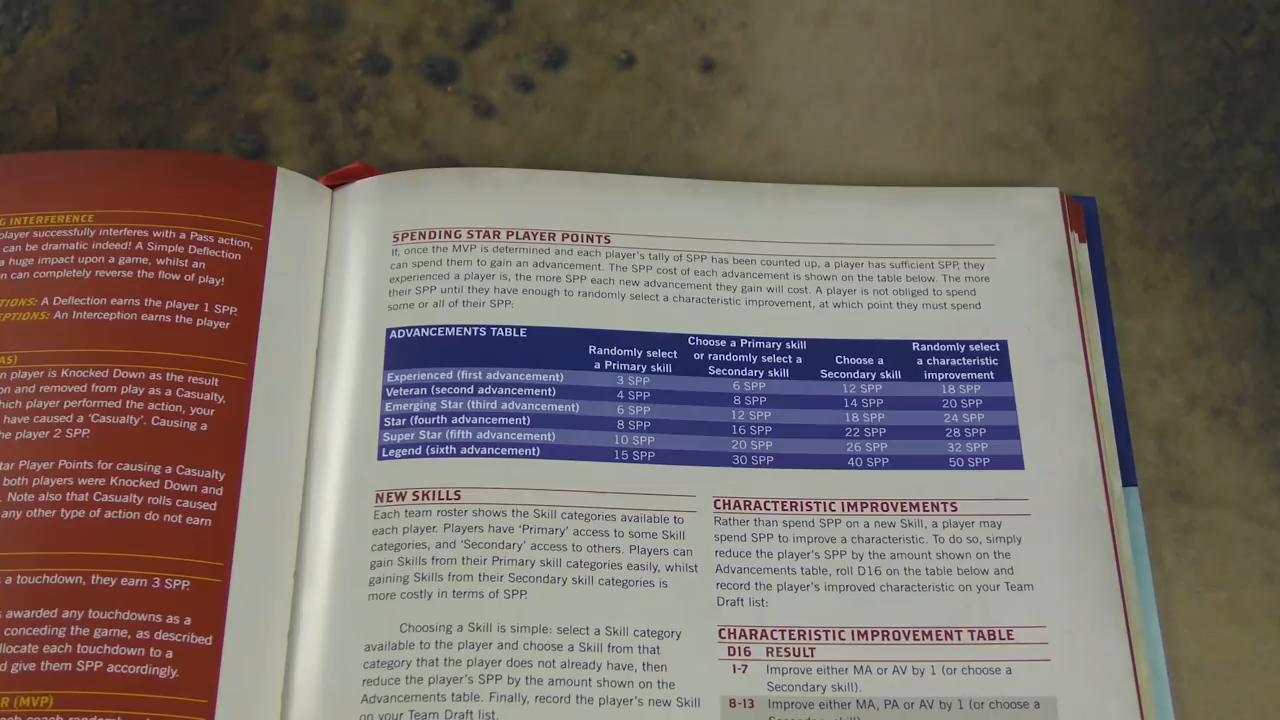 G INTERFERENCE
player successfully interferes with a Pass action,
can be dramatic indeed! A Simple Deflection
a huge impact upon a game, whilst an
n can completely reverse the flow of play!
TIONS: A Deflection earns the player 1 SPP.
EPTIONS: An Interception earns the player
AS)
n player is Knocked Down as the result
on and removed from play as a Casualty,
hich player performed the action, your
have caused a 'Casualty'. Causing a
he player 2 SPP.
tar Player Points for causing a Casualty
both players were Knocked Down and
. Note also that Casualty rolls caused
any other type of action do not earn
a touchdown, they earn 3 SPP.
awarded any touchdowns as a
conceding the game, as described
llocate each touchdown to a
d give them SPP accordingly.
R (MVP)
SPENDING STAR PLAYER POINTS
If, once the MVP is determined and each player's tally of SPP has been counted up, a player has sufficient SPP, they
can spend them to gain an advancement. The SPP cost of each advancement is shown on the table below. The more
experienced a player is, the more SPP each new advancement they gain will cost. A player is not obliged to spend
their SPP until they have enough to randomly select a characteristic improvement, at which point they must spend
some or all of their SPP:
ADVANCEMENTS TABLE
Randomly select
a Primary skill
Choose a Primary skill
or randomly select a
Secondary skill
Choose a
Secondary skill
Randomly select
a characteristic
improvement
Experienced (first advancement) 3 SPP 6 SPP 12 SPP 18 SPP
Veteran (second advancement) 4 SPP 8 SPP 14 SPP 20 SPP
Emerging Star (third advancement) 6 SPP 12 SPP 18 SPP 24 SPP
Star (fourth advancement) 8 SPP 16 SPP 22 SPP 28 SPP
Super Star (fifth advancement) 10 SPP 20 SPP 26 SPP 32 SPP
Legend (sixth advancement) 15 SPP 30 SPP 40 SPP 50 SPP
NEW SKILLS
Each team roster shows the Skill categories available to
each player. Players have 'Primary' access to some Skill
categories, and 'Secondary' access to others. Players can
gain Skills from their Primary skill categories easily, whilst
gaining Skills from their Secondary skill categories is
more costly in terms of SPP.
Choosing a Skill is simple: select a Skill category
available to the player and choose a Skill from that
category that the player does not already have, then
reduce the player's SPP by the amount shown on the
Advancements table. Finally, record the player's new Skill
on your Team Draft list.
CHARACTERISTIC IMPROVEMENTS
Rather than spend SPP on a new Skill, a player may
spend SPP to improve a characteristic. To do so, simply
reduce the player's SPP by the amount shown on the
Advancements table, roll D16 on the table below and
record the player's improved characteristic on your Team
Draft list:
CHARACTERISTIC IMPROVEMENT TABLE
D16 RESULT
1-7 Improve either MA or AV by 1 (or choose a
Secondary skill).
8-13 Improve either MA, PA or AV by 1 (or choose a